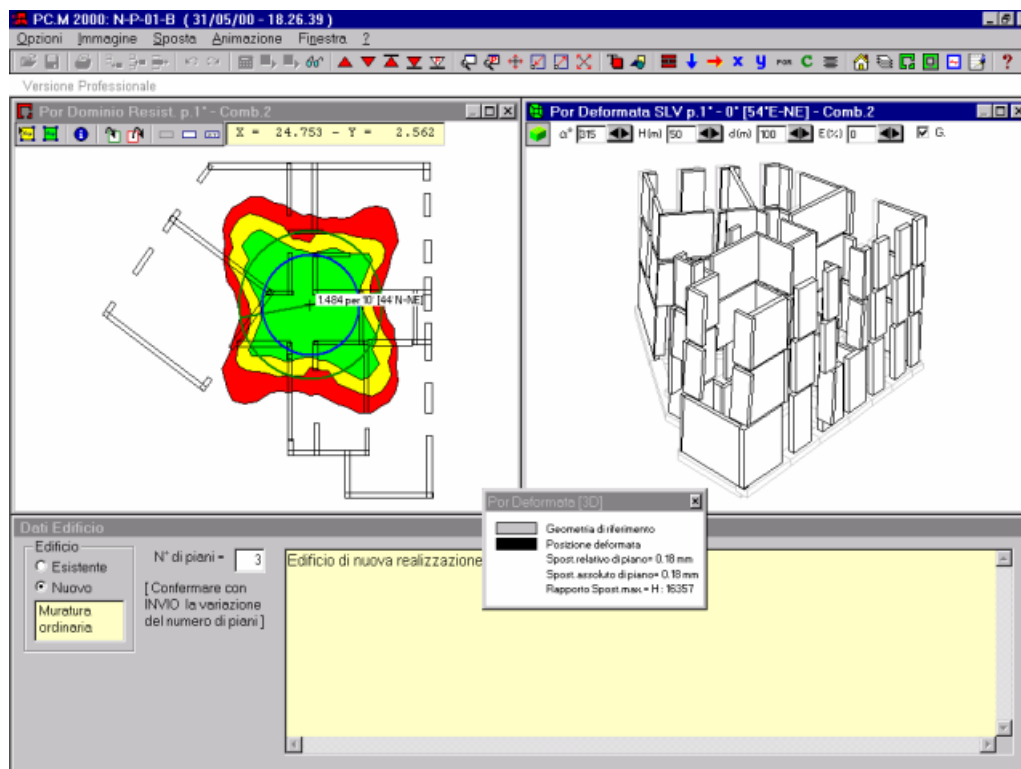 PC.M 2000: N-P-01-B ( 31/05/00 - 18.26.39 )
Opzioni Immagine Sposta Animazione Finestra ?
Versione Professionale
Por Dominio Resist. p.1° - Comb.2
X = 24.753 - Y = 2.562
1.484 per 10° [44°N-NE]
Por Deformata SLV p.1° - 0° [54°E-NE] - Comb.2
α° 315 H(m) 50 d(m) 100 E(%) 0 G.
Por Deformata [3D]
Geometria di riferimento
Posizione deformata
Spost.relativo di piano= 0.18 mm
Spost.assoluto di piano= 0.18 mm
Rapporto Spost.max = H : 16357
Dati Edificio
Edificio
Esistente
Nuovo
Muratura
ordinaria
N° di piani = 3
[ Confermare con
INVIO la variazione
del numero di piani ]
Edificio di nuova realizzazione